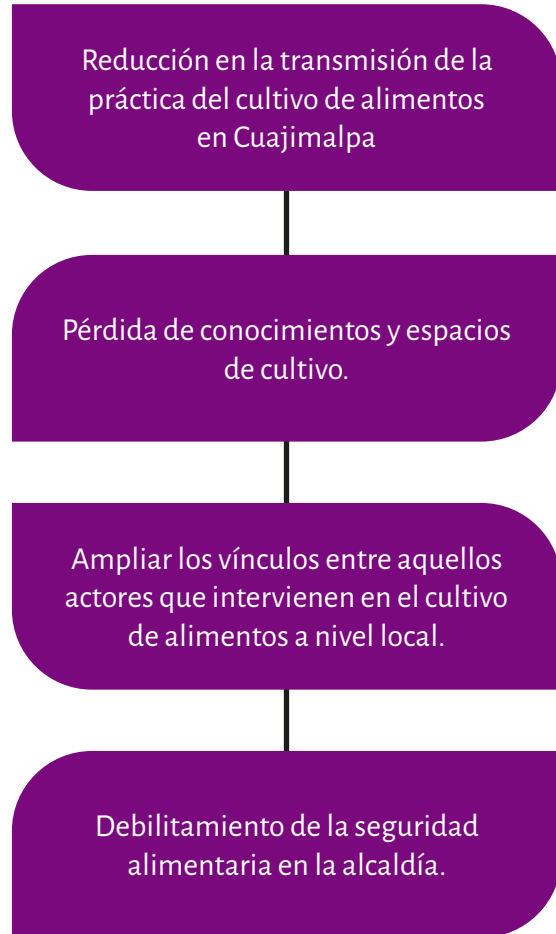 Reducción en la transmisión de la
práctica del cultivo de alimentos
en Cuajimalpa
Pérdida de conocimientos y espacios
de cultivo.
Ampliar los vínculos entre aquellos
actores que intervienen en el cultivo
de alimentos a nivel local.
Debilitamiento de la seguridad
alimentaria en la alcaldía.